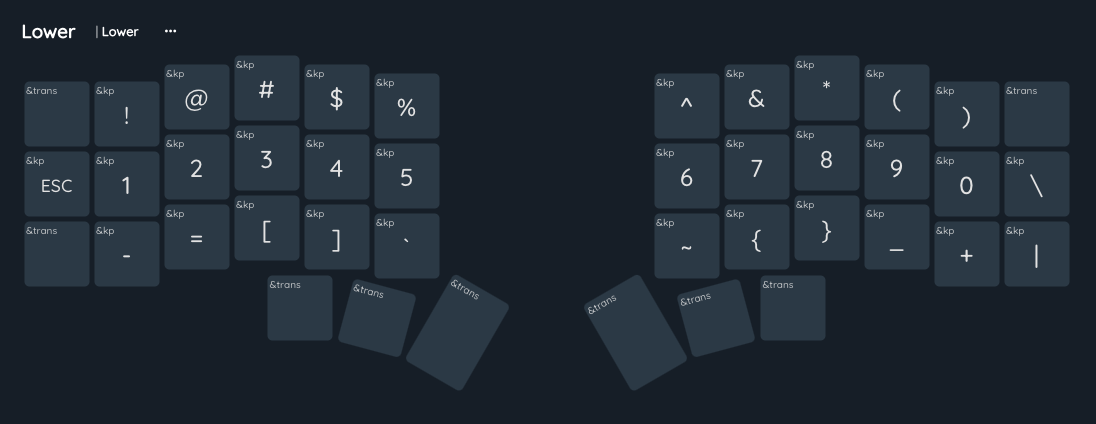 Lower | Lower ...
&trans &kp &kp &kp &kp &kp &kp &kp &kp &kp &kp &trans
! @ # $ % ^ & * ( )
&kp &kp &kp &kp &kp &kp &kp &kp &kp &kp &kp &kp
ESC 1 2 3 4 5 6 7 8 9 0 \
&trans &kp &kp &kp &kp &kp &kp &kp &kp &kp &kp &kp
- = [ ] ` ~ { } _ + |
&trans &trans &trans &trans &trans &trans